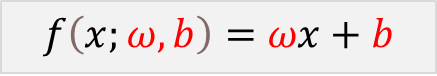 f(x; ω, b) = ωx + b